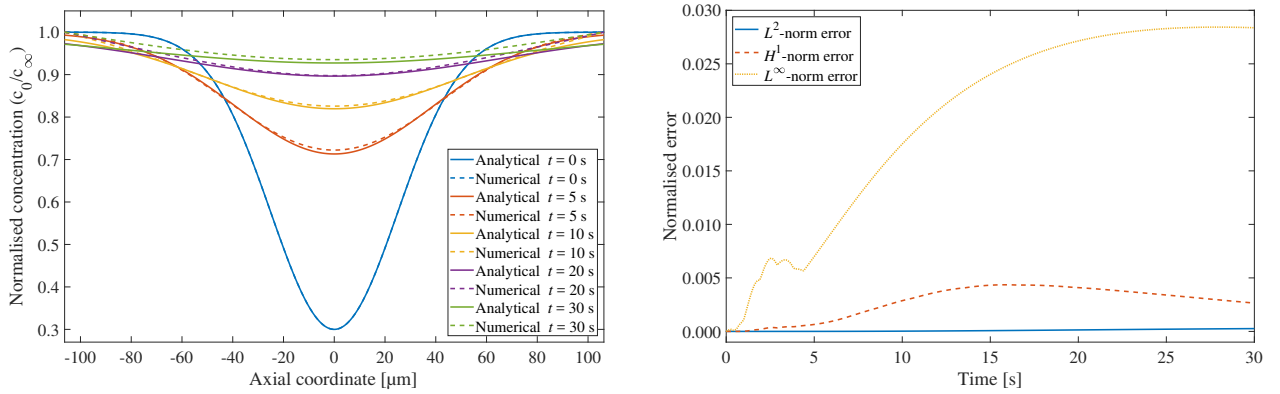 Normalised concentration (c0/c∞)
1.0
0.9
0.8
0.7
0.6
0.5
0.4
0.3
-100 -80 -60 -40 -20 0 20 40 60 80 100
Axial coordinate [µm]
Analytical t = 0 s
Numerical t = 0 s
Analytical t = 5 s
Numerical t = 5 s
Analytical t = 10 s
Numerical t = 10 s
Analytical t = 20 s
Numerical t = 20 s
Analytical t = 30 s
Numerical t = 30 s
Normalised error
0.030
0.025
0.020
0.015
0.010
0.005
0.000
0 5 10 15 20 25 30
Time [s]
L²-norm error
H¹-norm error
L∞-norm error